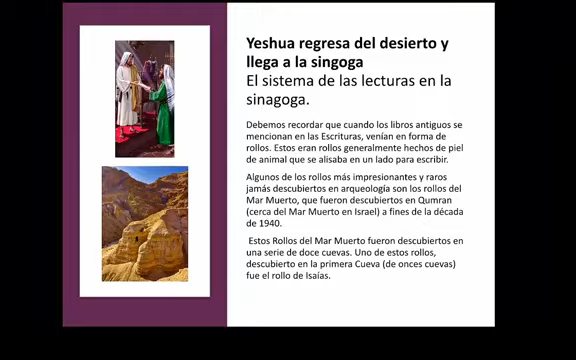 Yeshua regresa del desierto y
llega a la singoga
El sistema de las lecturas en la
sinagoga.
Debemos recordar que cuando los libros antiguos se
mencionan en las Escrituras, venían en forma de
rollos. Estos eran rollos generalmente hechos de piel
de animal que se alisaba en un lado para escribir.
Algunos de los rollos más impresionantes y raros
jamás descubiertos en arqueología son los rollos del
Mar Muerto, que fueron descubiertos en Qumran
(cerca del Mar Muerto en Israel) a fines de la década
de 1940.
Estos Rollos del Mar Muerto fueron descubiertos en
una serie de doce cuevas. Uno de estos rollos,
descubierto en la primera Cueva (de onces cuevas)
fue el rollo de Isaías.